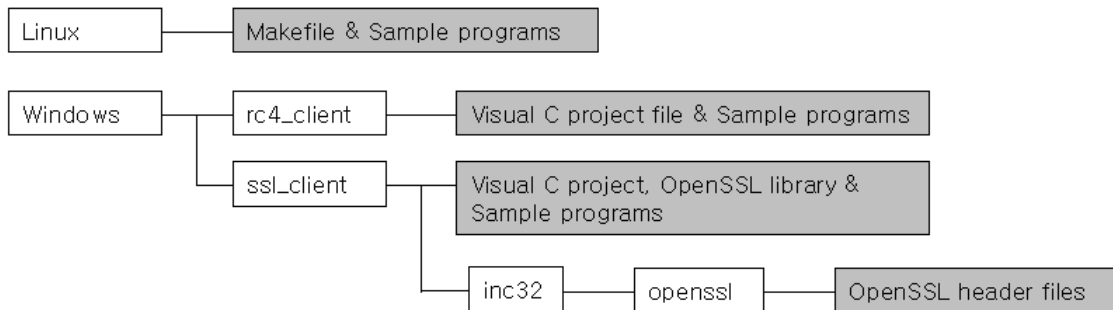 Linux
Makefile & Sample programs
Windows
rc4_client
Visual C project file & Sample programs
ssl_client
Visual C project, OpenSSL library &
Sample programs
inc32
openssl
OpenSSL header files